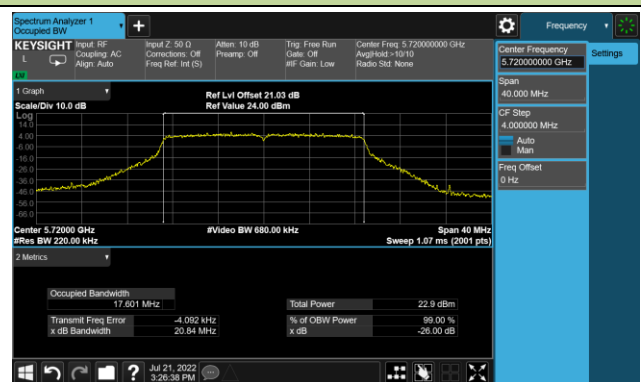 Spectrum Analyzer 1
Occupied BW
Frequency
KEYSIGHT
L
LW
Input: RF
Coupling: AC
Align: Auto
Input Z: 50 Ω
Corrections: Off
Freq Ref: Int (S)
Atten: 10 dB
Preamp: Off
Trig: Free Run
Gate: Off
#IF Gain: Low
Center Freq: 5.720000000 GHz
Avg|Hold:>10/10
Radio Std: None
Center Frequency
5.720000000 GHz
Settings
Span
40.000 MHz
CF Step
4.000000 MHz
Auto
Man
Freq Offset
0 Hz
1 Graph
Scale/Div 10.0 dB
Ref Lvl Offset 21.03 dB
Ref Value 24.00 dBm
Log
14.0
4.00
-6.00
-16.0
-26.0
-36.0
-46.0
-56.0
-66.0
Center 5.72000 GHz
#Video BW 680.00 kHz
Span 40 MHz
#Res BW 220.00 kHz
Sweep 1.07 ms (2001 pts)
2 Metrics
Occupied Bandwidth
17.601 MHz
Total Power 22.9 dBm
Transmit Freq Error -4.092 kHz
% of OBW Power 99.00 %
x dB Bandwidth 20.84 MHz
x dB -26.00 dB
?
Jul 21, 2022
3:26:38 PM